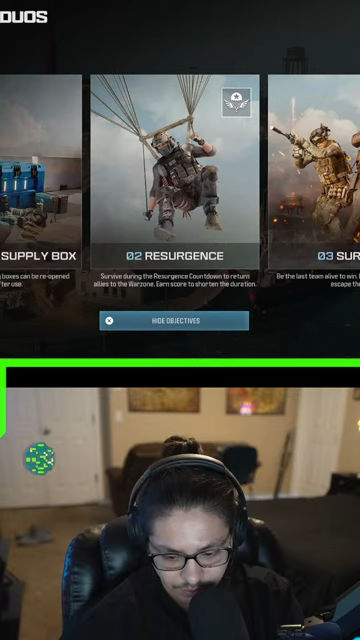 DUOS
SUPPLY BOX
02 RESURGENCE
03 SUR
boxes can be re-opened
ter use.
Survive during the Resurgence Countdown to return
allies to the Warzone. Earn score to shorten the duration.
Be the last team alive to win.
escape the
HIDE OBJECTIVES